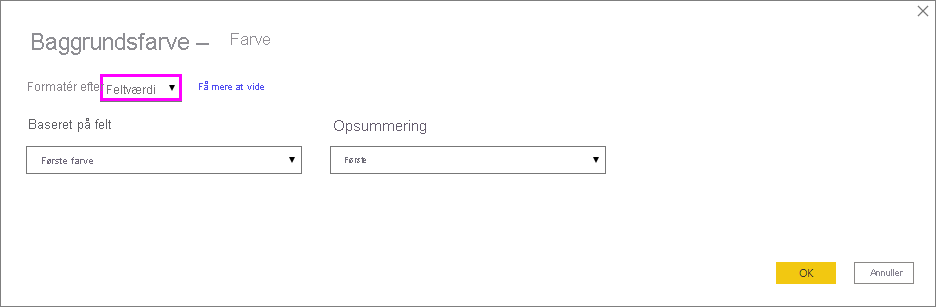 Baggrundsfarve – Farve
Formatér efte Feltværdi Få mere at vide
Baseret på felt Opsummering
Første farve Første
OK Annuller